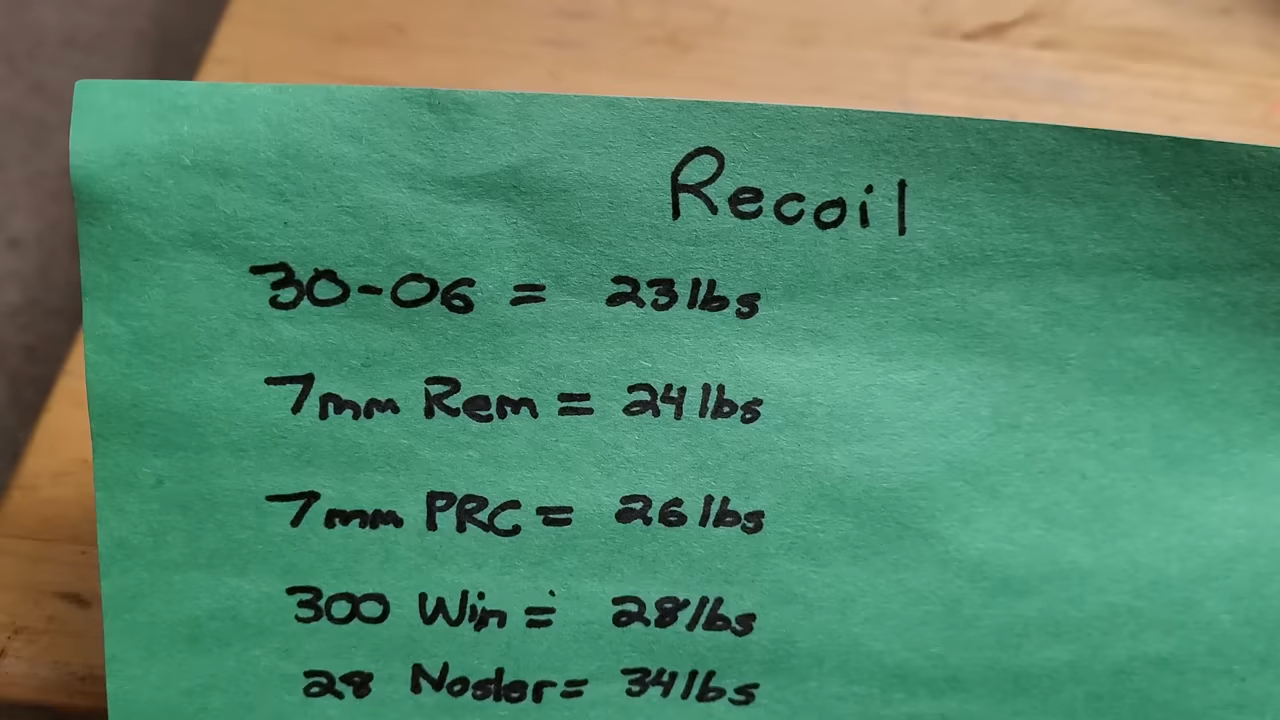 Recoil
30-06 = 23lbs
7mm Rem = 24lbs
7mm PRC = 26lbs
300 Win = 28lbs
28 Nosler = 34lbs